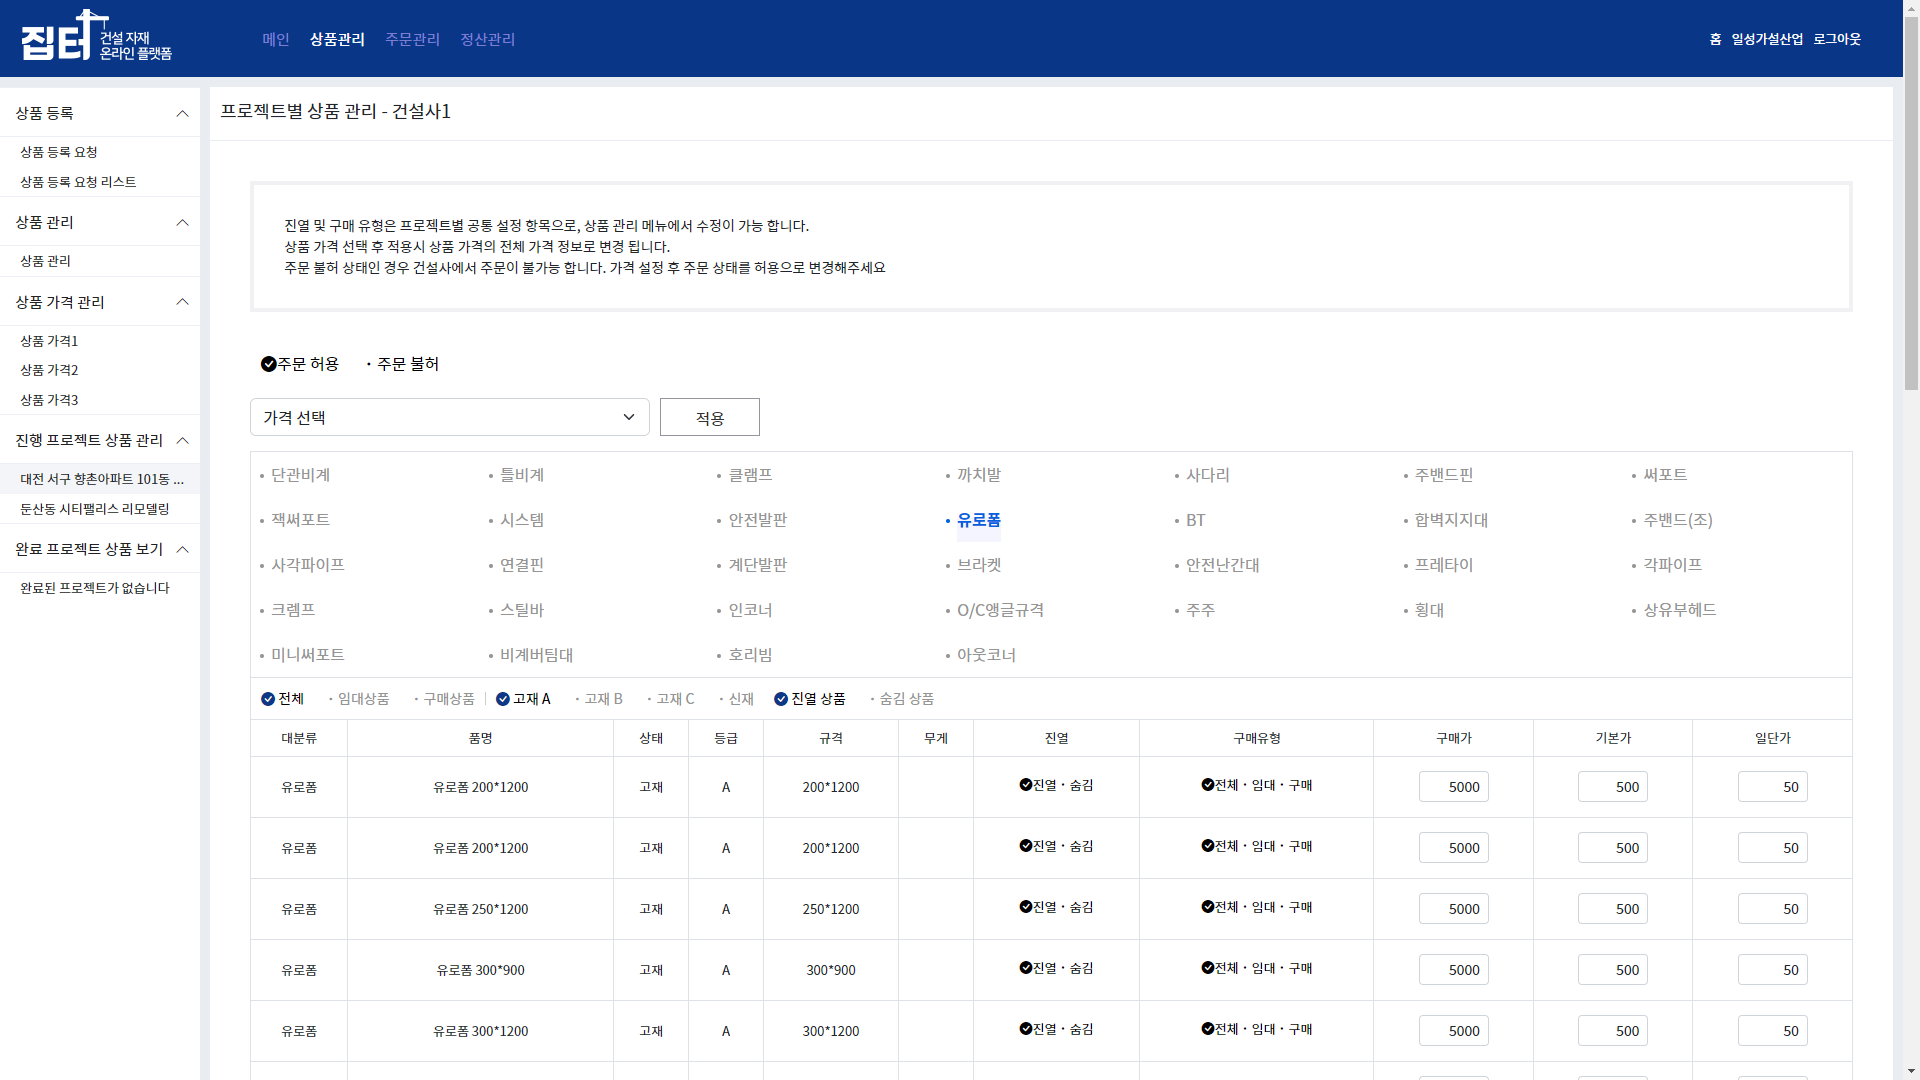 집터 건설 자재
온라인 플랫폼
메인 상품관리 주문관리 정산관리
홈 일성가설산업 로그아웃
상품 등록
상품 등록 요청
상품 등록 요청 리스트
상품 관리
상품 관리
상품 가격 관리
상품 가격1
상품 가격2
상품 가격3
진행 프로젝트 상품 관리
대전 서구 향촌아파트 101동 ...
둔산동 시티팰리스 리모델링
완료 프로젝트 상품 보기
완료된 프로젝트가 없습니다
프로젝트별 상품 관리 - 건설사1
진열 및 구매 유형은 프로젝트별 공통 설정 항목으로, 상품 관리 메뉴에서 수정이 가능 합니다.
상품 가격 선택 후 적용시 상품 가격의 전체 가격 정보로 변경 됩니다.
주문 불허 상태인 경우 건설사에서 주문이 불가능 합니다. 가격 설정 후 주문 상태를 허용으로 변경해주세요
주문 허용 · 주문 불허
가격 선택 적용
• 단관비계 • 틀비계 • 클램프 • 까치발 • 사다리 • 주밴드핀 • 써포트
• 잭써포트 • 시스템 • 안전발판 • 유로폼 • BT • 합벽지지대 • 주밴드(조)
• 사각파이프 • 연결핀 • 계단발판 • 브라켓 • 안전난간대 • 프레타이 • 각파이프
• 크렘프 • 스틸바 • 인코너 • O/C앵글규격 • 주주 • 횡대 • 상유부헤드
• 미니써포트 • 비계버팀대 • 호리빔 • 아웃코너
전체 · 임대상품 · 구매상품 | 고재 A · 고재 B · 고재 C · 신재 진열 상품 · 숨김 상품
대분류 품명 상태 등급 규격 무게 진열 구매유형 구매가 기본가 일단가
유로폼 유로폼 200*1200 고재 A 200*1200 진열 · 숨김 전체 · 임대 · 구매 5000 500 50
유로폼 유로폼 200*1200 고재 A 200*1200 진열 · 숨김 전체 · 임대 · 구매 5000 500 50
유로폼 유로폼 250*1200 고재 A 250*1200 진열 · 숨김 전체 · 임대 · 구매 5000 500 50
유로폼 유로폼 300*900 고재 A 300*900 진열 · 숨김 전체 · 임대 · 구매 5000 500 50
유로폼 유로폼 300*1200 고재 A 300*1200 진열 · 숨김 전체 · 임대 · 구매 5000 500 50